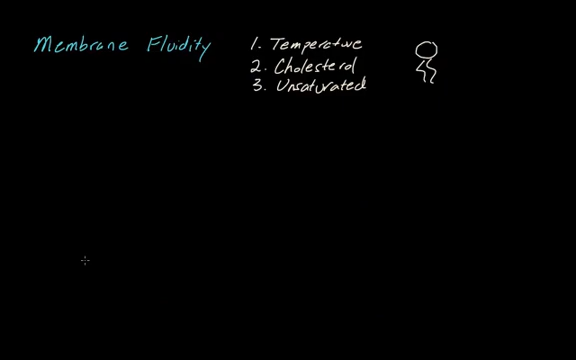 Membrane Fluidity
1. Temperature
2. Cholesterol
3. Unsaturated